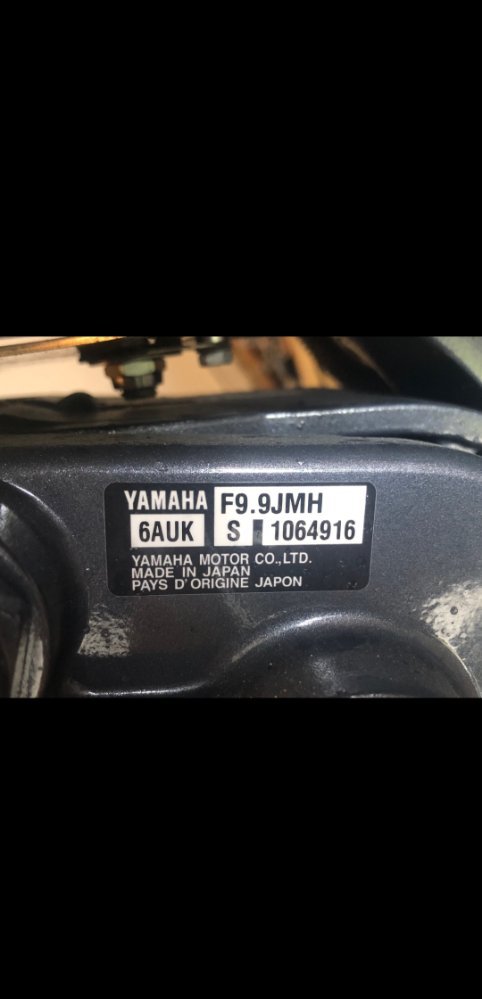 YAMAHA F9.9JMH
6AUK S 1064916
YAMAHA MOTOR CO.,LTD.
MADE IN JAPAN
PAYS D'ORIGINE JAPON